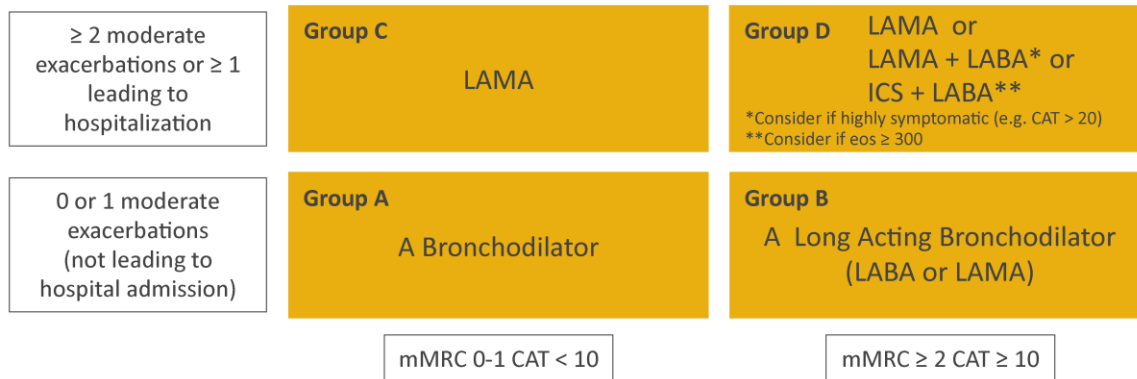 ≥ 2 moderate
exacerbations or ≥ 1
leading to
hospitalization
Group C
LAMA
Group D
LAMA or
LAMA + LABA* or
ICS + LABA**
*Consider if highly symptomatic (e.g. CAT > 20)
**Consider if eos ≥ 300
0 or 1 moderate
exacerbations
(not leading to
hospital admission)
Group A
A Bronchodilator
Group B
A Long Acting Bronchodilator
(LABA or LAMA)
mMRC 0-1 CAT < 10
mMRC ≥ 2 CAT ≥ 10